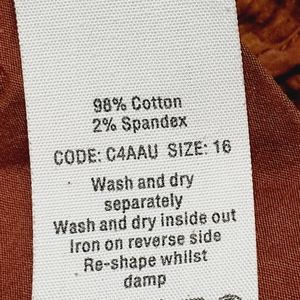 98% Cotton
2% Spandex
CODE: C4AAU SIZE: 16
Wash and dry
separately
Wash and dry inside out
Iron on reverse side
Re-shape whilst
damp